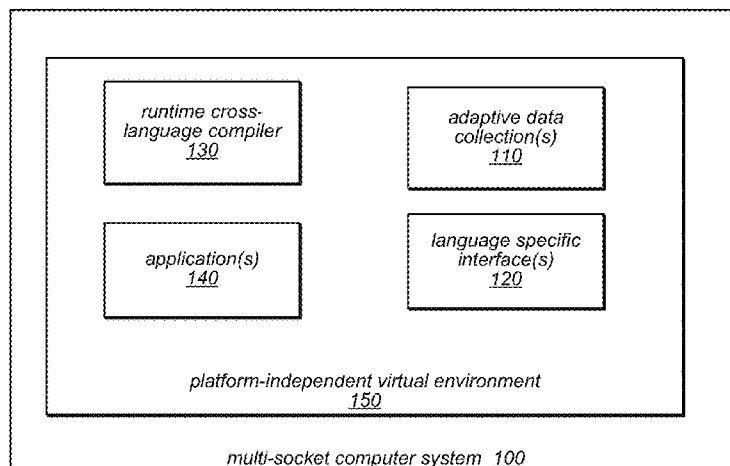 runtime cross-
language compiler
130
adaptive data
collection(s)
110
application(s)
140
language specific
interface(s)
120
platform-independent virtual environment
150
multi-socket computer system 100